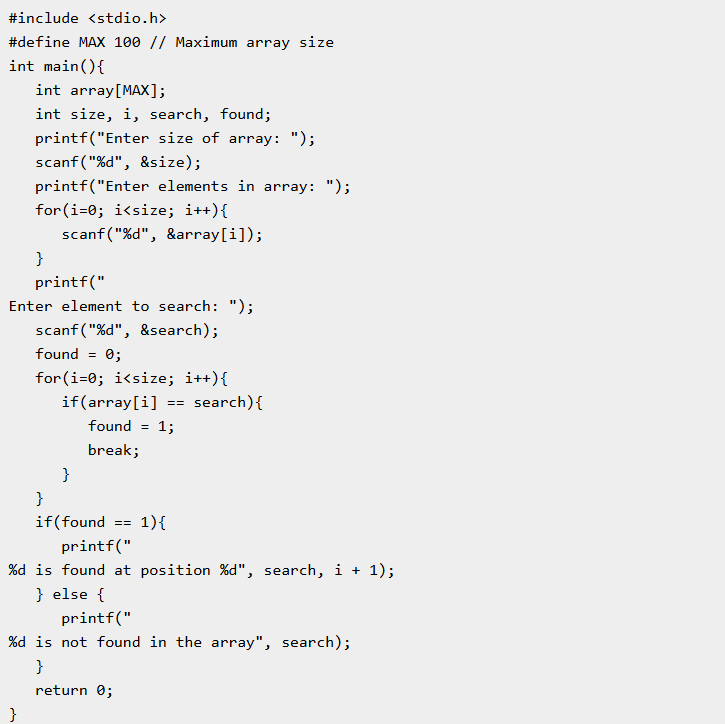 #include <stdio.h>
#define MAX 100 // Maximum array size
int main(){
   int array[MAX];
   int size, i, search, found;
   printf("Enter size of array: ");
   scanf("%d", &size);
   printf("Enter elements in array: ");
   for(i=0; i<size; i++){
      scanf("%d", &array[i]);
   }
   printf("
Enter element to search: ");
   scanf("%d", &search);
   found = 0;
   for(i=0; i<size; i++){
      if(array[i] == search){
         found = 1;
         break;
      }
   }
   if(found == 1){
      printf("
%d is found at position %d", search, i + 1);
   } else {
      printf("
%d is not found in the array", search);
   }
   return 0;
}